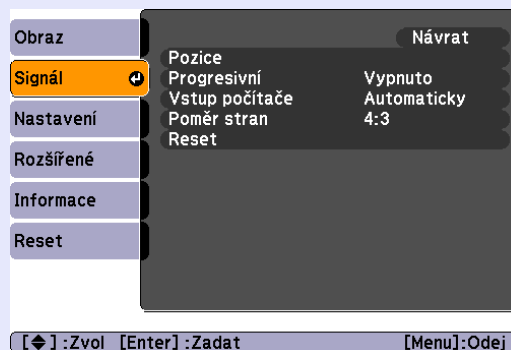 Obraz
Signál
Nastavení
Rozšířené
Informace
Reset
Návrat
Pozice
Progresivní Vypnuto
Vstup počítače Automaticky
Poměr stran 4:3
Reset
[◆]:Zvol [Enter]:Zadat [Menu]:Odej